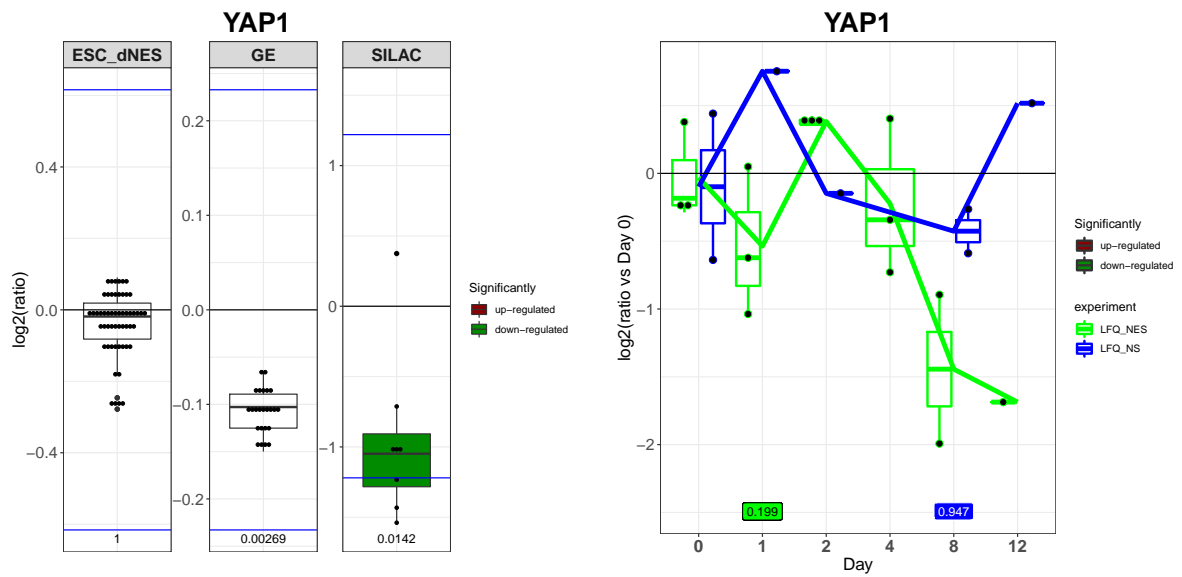 YAP1
ESC_dNES GE SILAC
log2(ratio)
0.4
0.0
−0.4
1
0.2
0.1
0.0
−0.1
−0.2
0.00269
1
0
−1
0.0142
Significantly
up−regulated
down−regulated
YAP1
log2(ratio vs Day 0)
0
−1
−2
0.199
0.947
0 1 2 4 8 12
Day
Significantly
up−regulated
down−regulated
experiment
LFQ_NES
LFQ_NS